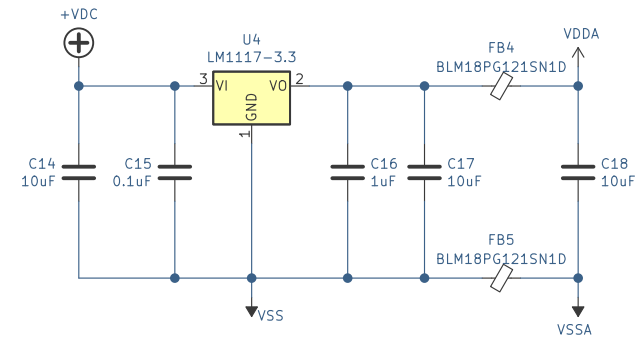 +VDC
U4
LM1117-3.3
3 VI VO 2
GND
1
FB4
BLM18PG121SN1D
VDDA
C14
10uF
C15
0.1uF
C16
1uF
C17
10uF
C18
10uF
FB5
BLM18PG121SN1D
VSS
VSSA